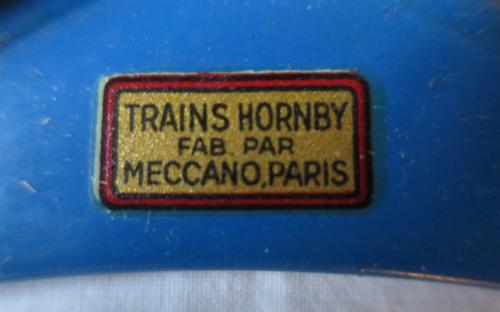 TRAINS HORNBY
FAB. PAR
MECCANO, PARIS